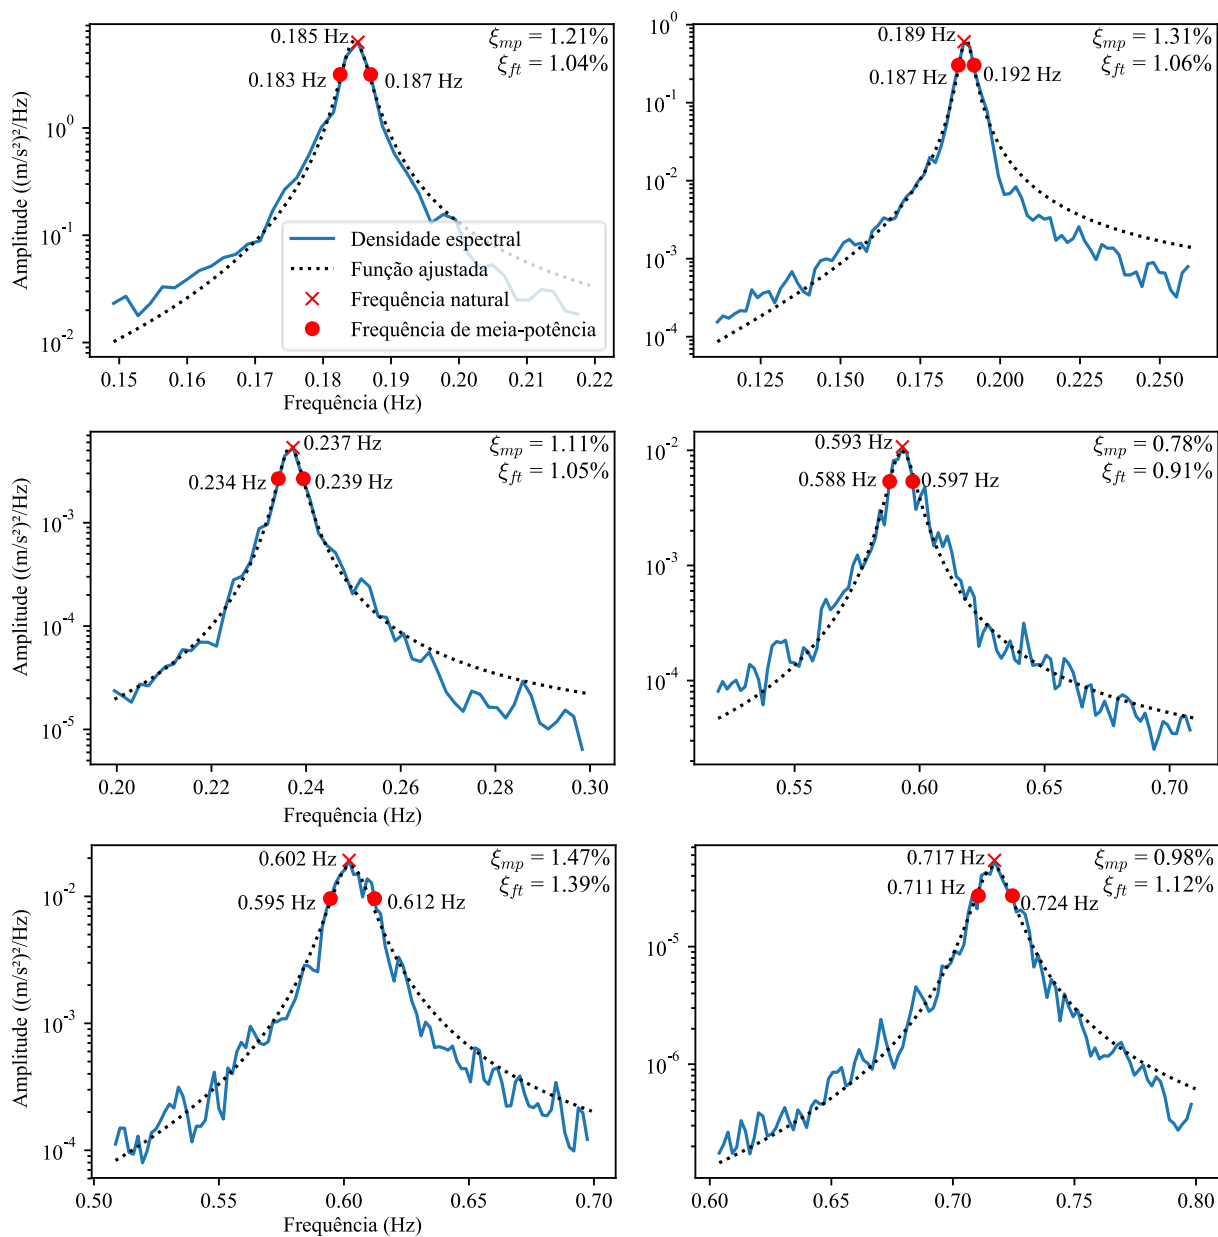 0.185 Hz
ξmp = 1.21%
ξft = 1.04%
0.183 Hz
0.187 Hz
Amplitude ((m/s²)²/Hz)
10⁰
10⁻¹
10⁻²
Densidade espectral
Função ajustada
Frequência natural
Frequência de meia-potência
0.15 0.16 0.17 0.18 0.19 0.20 0.21 0.22
Frequência (Hz)
0.189 Hz
ξmp = 1.31%
ξft = 1.06%
0.187 Hz
0.192 Hz
10⁰
10⁻¹
10⁻²
10⁻³
10⁻⁴
0.125 0.150 0.175 0.200 0.225 0.250
0.237 Hz
ξmp = 1.11%
ξft = 1.05%
0.234 Hz
0.239 Hz
Amplitude ((m/s²)²/Hz)
10⁻³
10⁻⁴
10⁻⁵
0.20 0.22 0.24 0.26 0.28 0.30
Frequência (Hz)
0.593 Hz
ξmp = 0.78%
ξft = 0.91%
0.588 Hz
0.597 Hz
10⁻²
10⁻³
10⁻⁴
0.55 0.60 0.65 0.70
0.602 Hz
ξmp = 1.47%
ξft = 1.39%
0.595 Hz
0.612 Hz
Amplitude ((m/s²)²/Hz)
10⁻²
10⁻³
10⁻⁴
0.50 0.55 0.60 0.65 0.70
Frequência (Hz)
0.717 Hz
ξmp = 0.98%
ξft = 1.12%
0.711 Hz
0.724 Hz
10⁻⁵
10⁻⁶
0.60 0.65 0.70 0.75 0.80